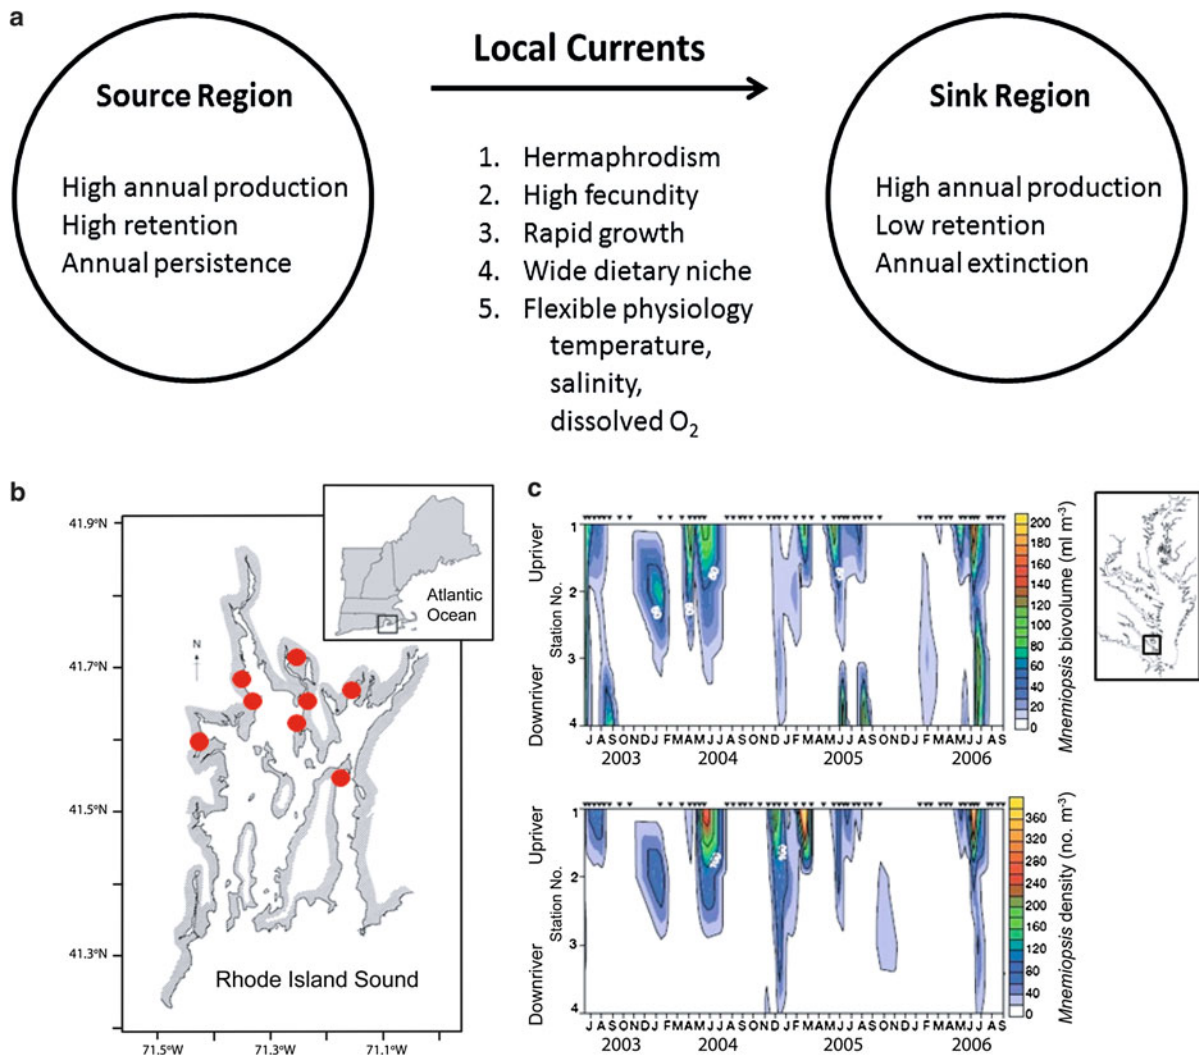 a
Local Currents
Source Region
High annual production
High retention
Annual persistence
1. Hermaphrodism
2. High fecundity
3. Rapid growth
4. Wide dietary niche
5. Flexible physiology
temperature,
salinity,
dissolved O₂
Sink Region
High annual production
Low retention
Annual extinction
b
41.9°N
41.7°N
41.5°N
41.3°N
71.5°W
71.3°W
71.1°W
N
Atlantic
Ocean
Rhode Island Sound
c
Upriver
Station No.
Downriver
1
2
3
4
J A S O N D J F M A M J J A S O N D J F M A M J J A S O N D J F M A M J J A S
2003 2004 2005 2006
200
180
160
140
120
100
80
60
40
20
0
Mnemiopsis biovolume (ml m⁻³)
Upriver
Station No.
Downriver
1
2
3
4
J A S O N D J F M A M J J A S O N D J F M A M J J A S O N D J F M A M J J A S
2003 2004 2005 2006
360
320
280
240
200
160
120
80
40
0
Mnemiopsis density (no. m⁻³)